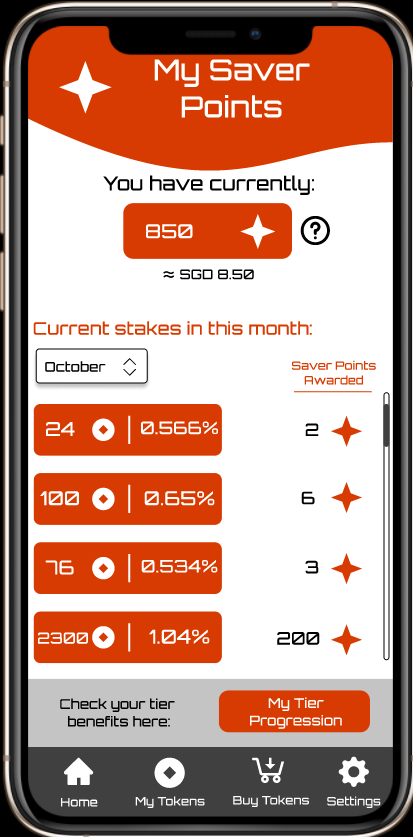 My Saver
Points
You have currently:
850
≈ SGD 8.50
Current stakes in this month:
October
Saver Points
Awarded
24 | 0.566% 2
100 | 0.65% 6
76 | 0.534% 3
2300 | 1.04% 200
Check your tier
benefits here:
My Tier
Progression
Home My Tokens Buy Tokens Settings